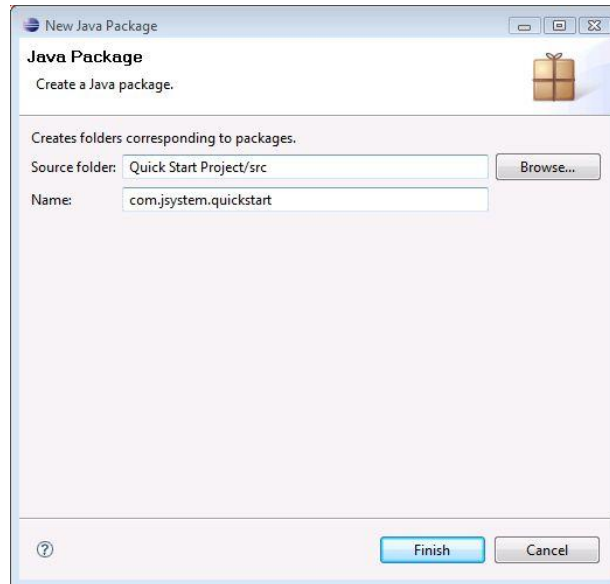 New Java Package
Java Package
Create a Java package.
Creates folders corresponding to packages.
Source folder: Quick Start Project/src Browse...
Name: com.jsystem.quickstart
? Finish Cancel